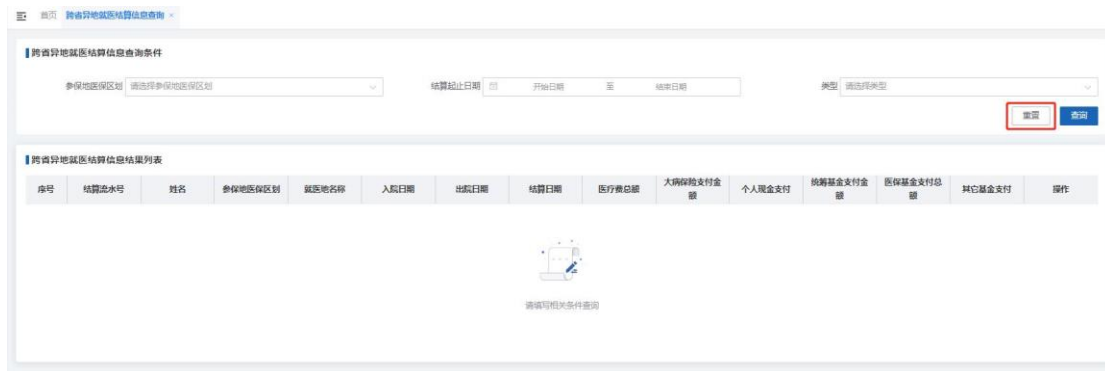 首页 跨省异地就医结算信息查询 ×
跨省异地就医结算信息查询条件
参保地医保区划 请选择参保地医保区划 结算起止日期 开始日期 至 结束日期 类型 请选择类型
重置 查询
跨省异地就医结算信息结果列表
序号 结算流水号 姓名 参保地医保区划 就医地名称 入院日期 出院日期 结算日期 医疗费总额 大病保险支付金额 个人现金支付 统筹基金支付金额 医保基金支付总额 其它基金支付 操作
请填写相关条件查询